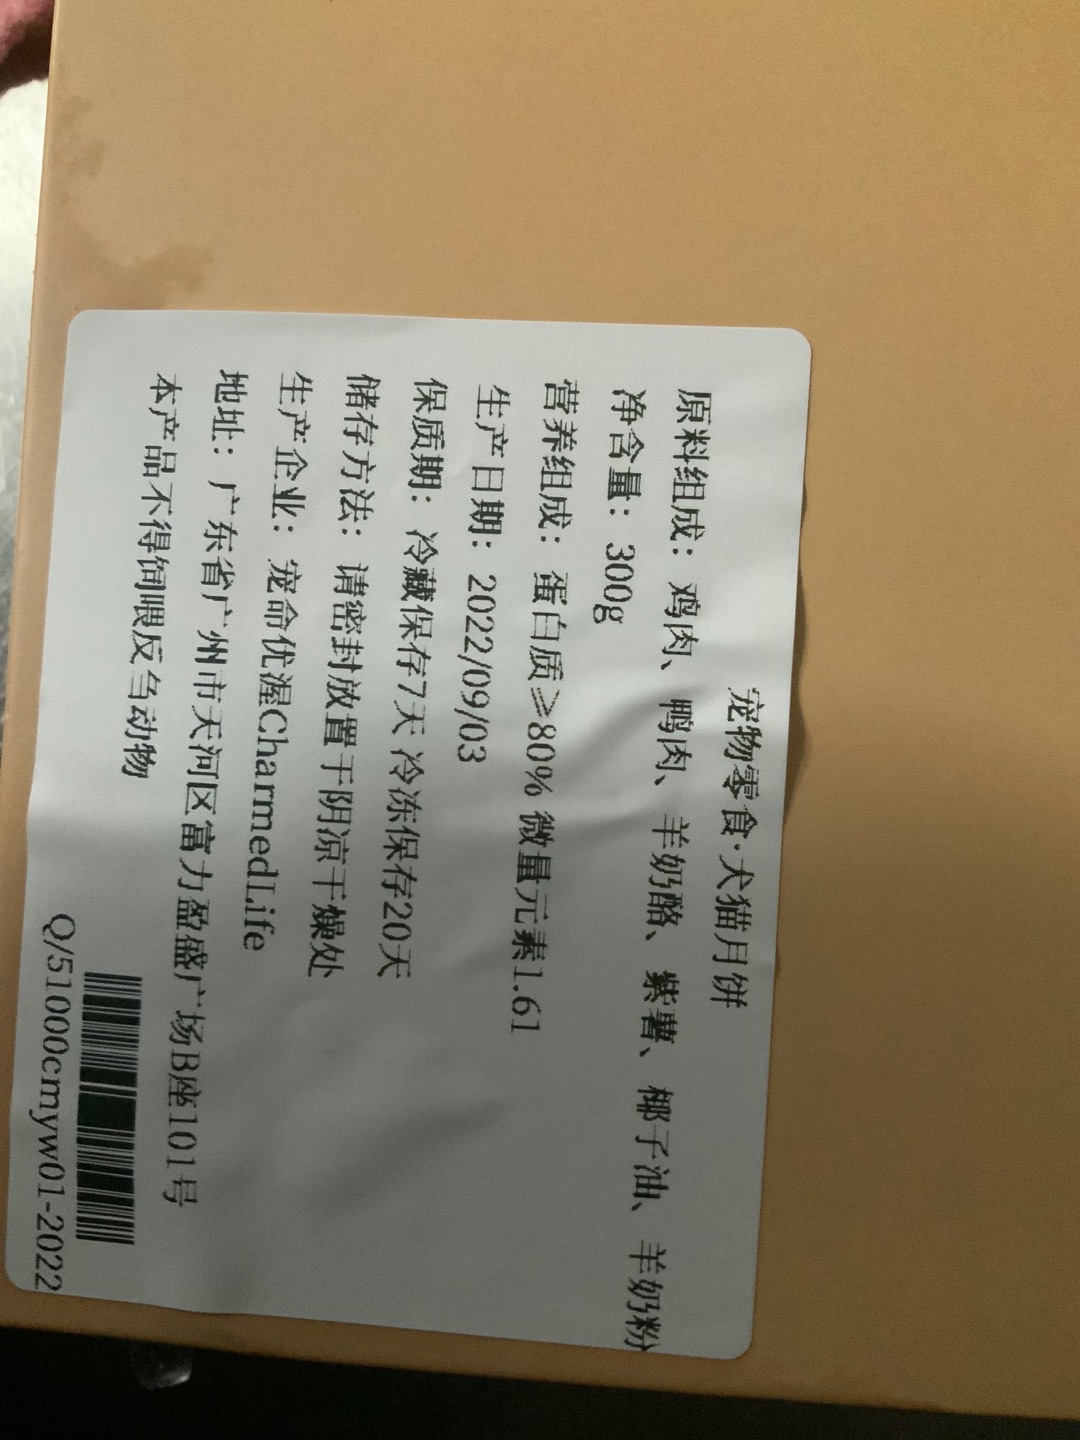 宠物零食·犬猫月饼
原料组成：鸡肉、鸭肉、羊奶酪、紫薯、椰子油、羊奶粉
净含量：300g
营养组成：蛋白质≥80% 微量元素1.61
生产日期：2022/09/03
保质期：冷藏保存7天 冷冻保存20天
储存方法：请密封放置于阴凉干燥处
生产企业：宠命优渥CharmedLife
地址：广东省广州市天河区富力盈盛广场B座101号
本产品不得饲喂反刍动物
Q/51000cmyw01-2022